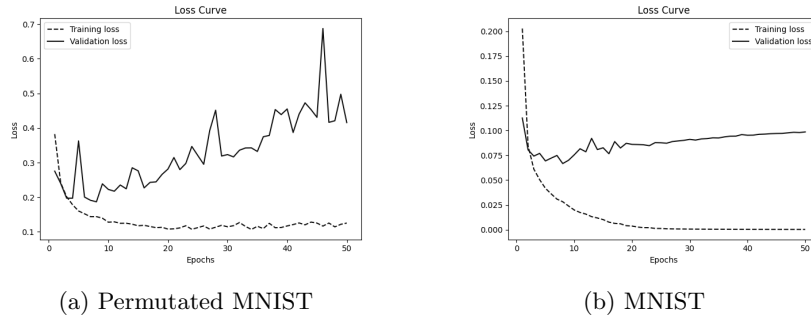 Loss Curve
Training loss
Validation loss
0.7
0.6
0.5
0.4
0.3
0.2
0.1
Loss
0
10
20
30
40
50
Epochs
(a) Permutated MNIST
Loss Curve
Training loss
Validation loss
0.200
0.175
0.150
0.125
0.100
0.075
0.050
0.025
0.000
Loss
0
10
20
30
40
50
Epochs
(b) MNIST